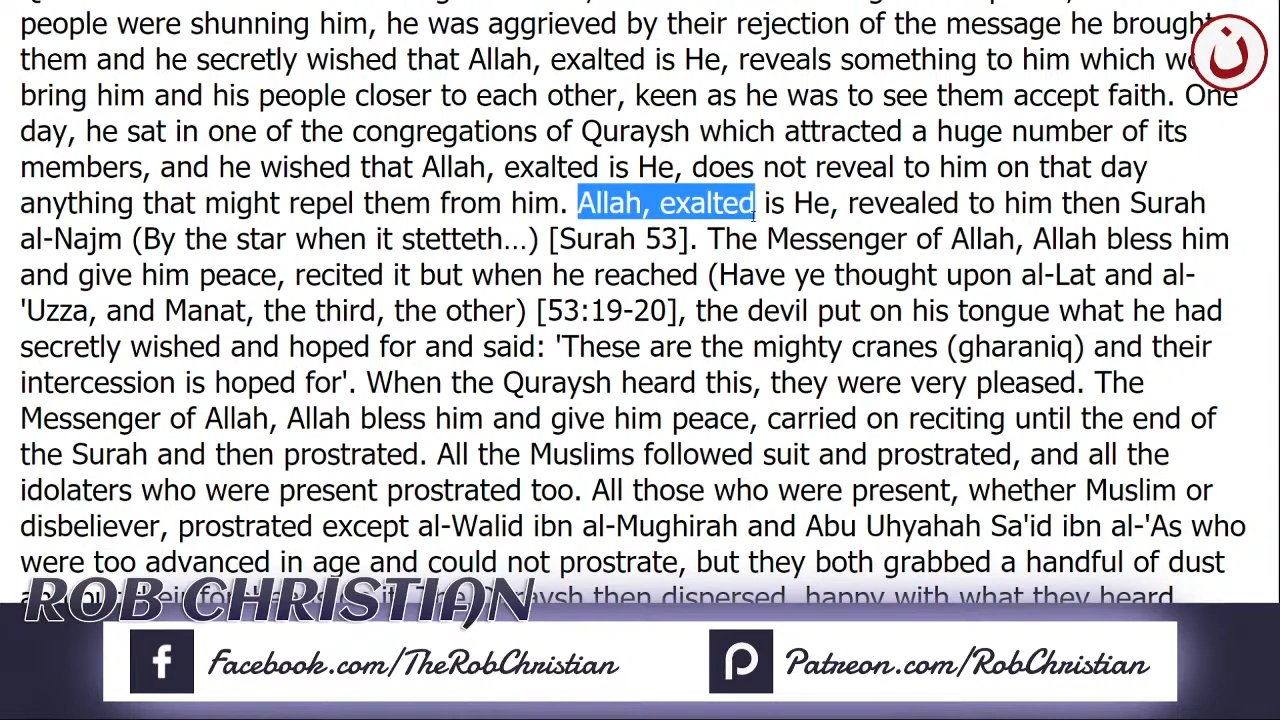 people were shunning him, he was aggrieved by their rejection of the message he brought
them and he secretly wished that Allah, exalted is He, reveals something to him which
bring him and his people closer to each other, keen as he was to see them accept faith. One
day, he sat in one of the congregations of Quraysh which attracted a huge number of its
members, and he wished that Allah, exalted is He, does not reveal to him on that day
anything that might repel them from him. Allah, exalted is He, revealed to him then Surah
al-Najm (By the star when it stetteth...) [Surah 53]. The Messenger of Allah, Allah bless him
and give him peace, recited it but when he reached (Have ye thought upon al-Lat and al-
'Uzza, and Manat, the third, the other) [53:19-20], the devil put on his tongue what he had
secretly wished and hoped for and said: 'These are the mighty cranes (gharaniq) and their
intercession is hoped for'. When the Quraysh heard this, they were very pleased. The
Messenger of Allah, Allah bless him and give him peace, carried on reciting until the end of
the Surah and then prostrated. All the Muslims followed suit and prostrated, and all the
idolaters who were present prostrated too. All those who were present, whether Muslim or
disbeliever, prostrated except al-Walid ibn al-Mughirah and Abu Uhyahah Sa'id ibn al-'As who
were too advanced in age and could not prostrate, but they both grabbed a handful of dust
then dispersed, happy with what they heard
ن
ROB CHRISTIAN
Facebook.com/TheRobChristian
Patreon.com/RobChristian